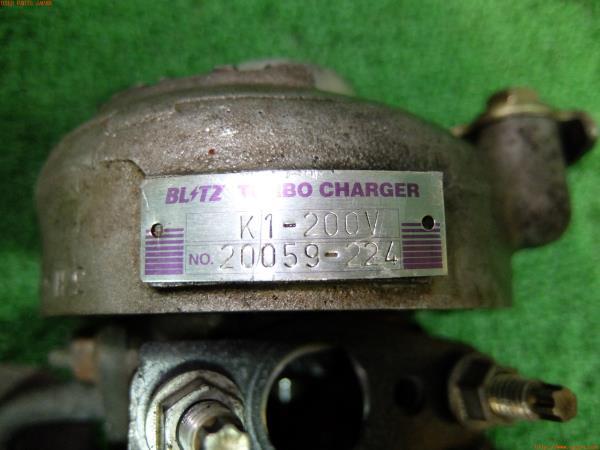 BLITZ TURBO CHARGER
K1-200V
NO. 20059-224